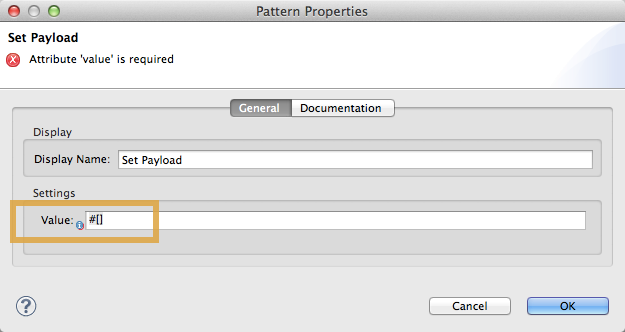 Pattern Properties
Set Payload
Attribute 'value' is required
General Documentation
Display
Display Name: Set Payload
Settings
Value: #[]
Cancel OK